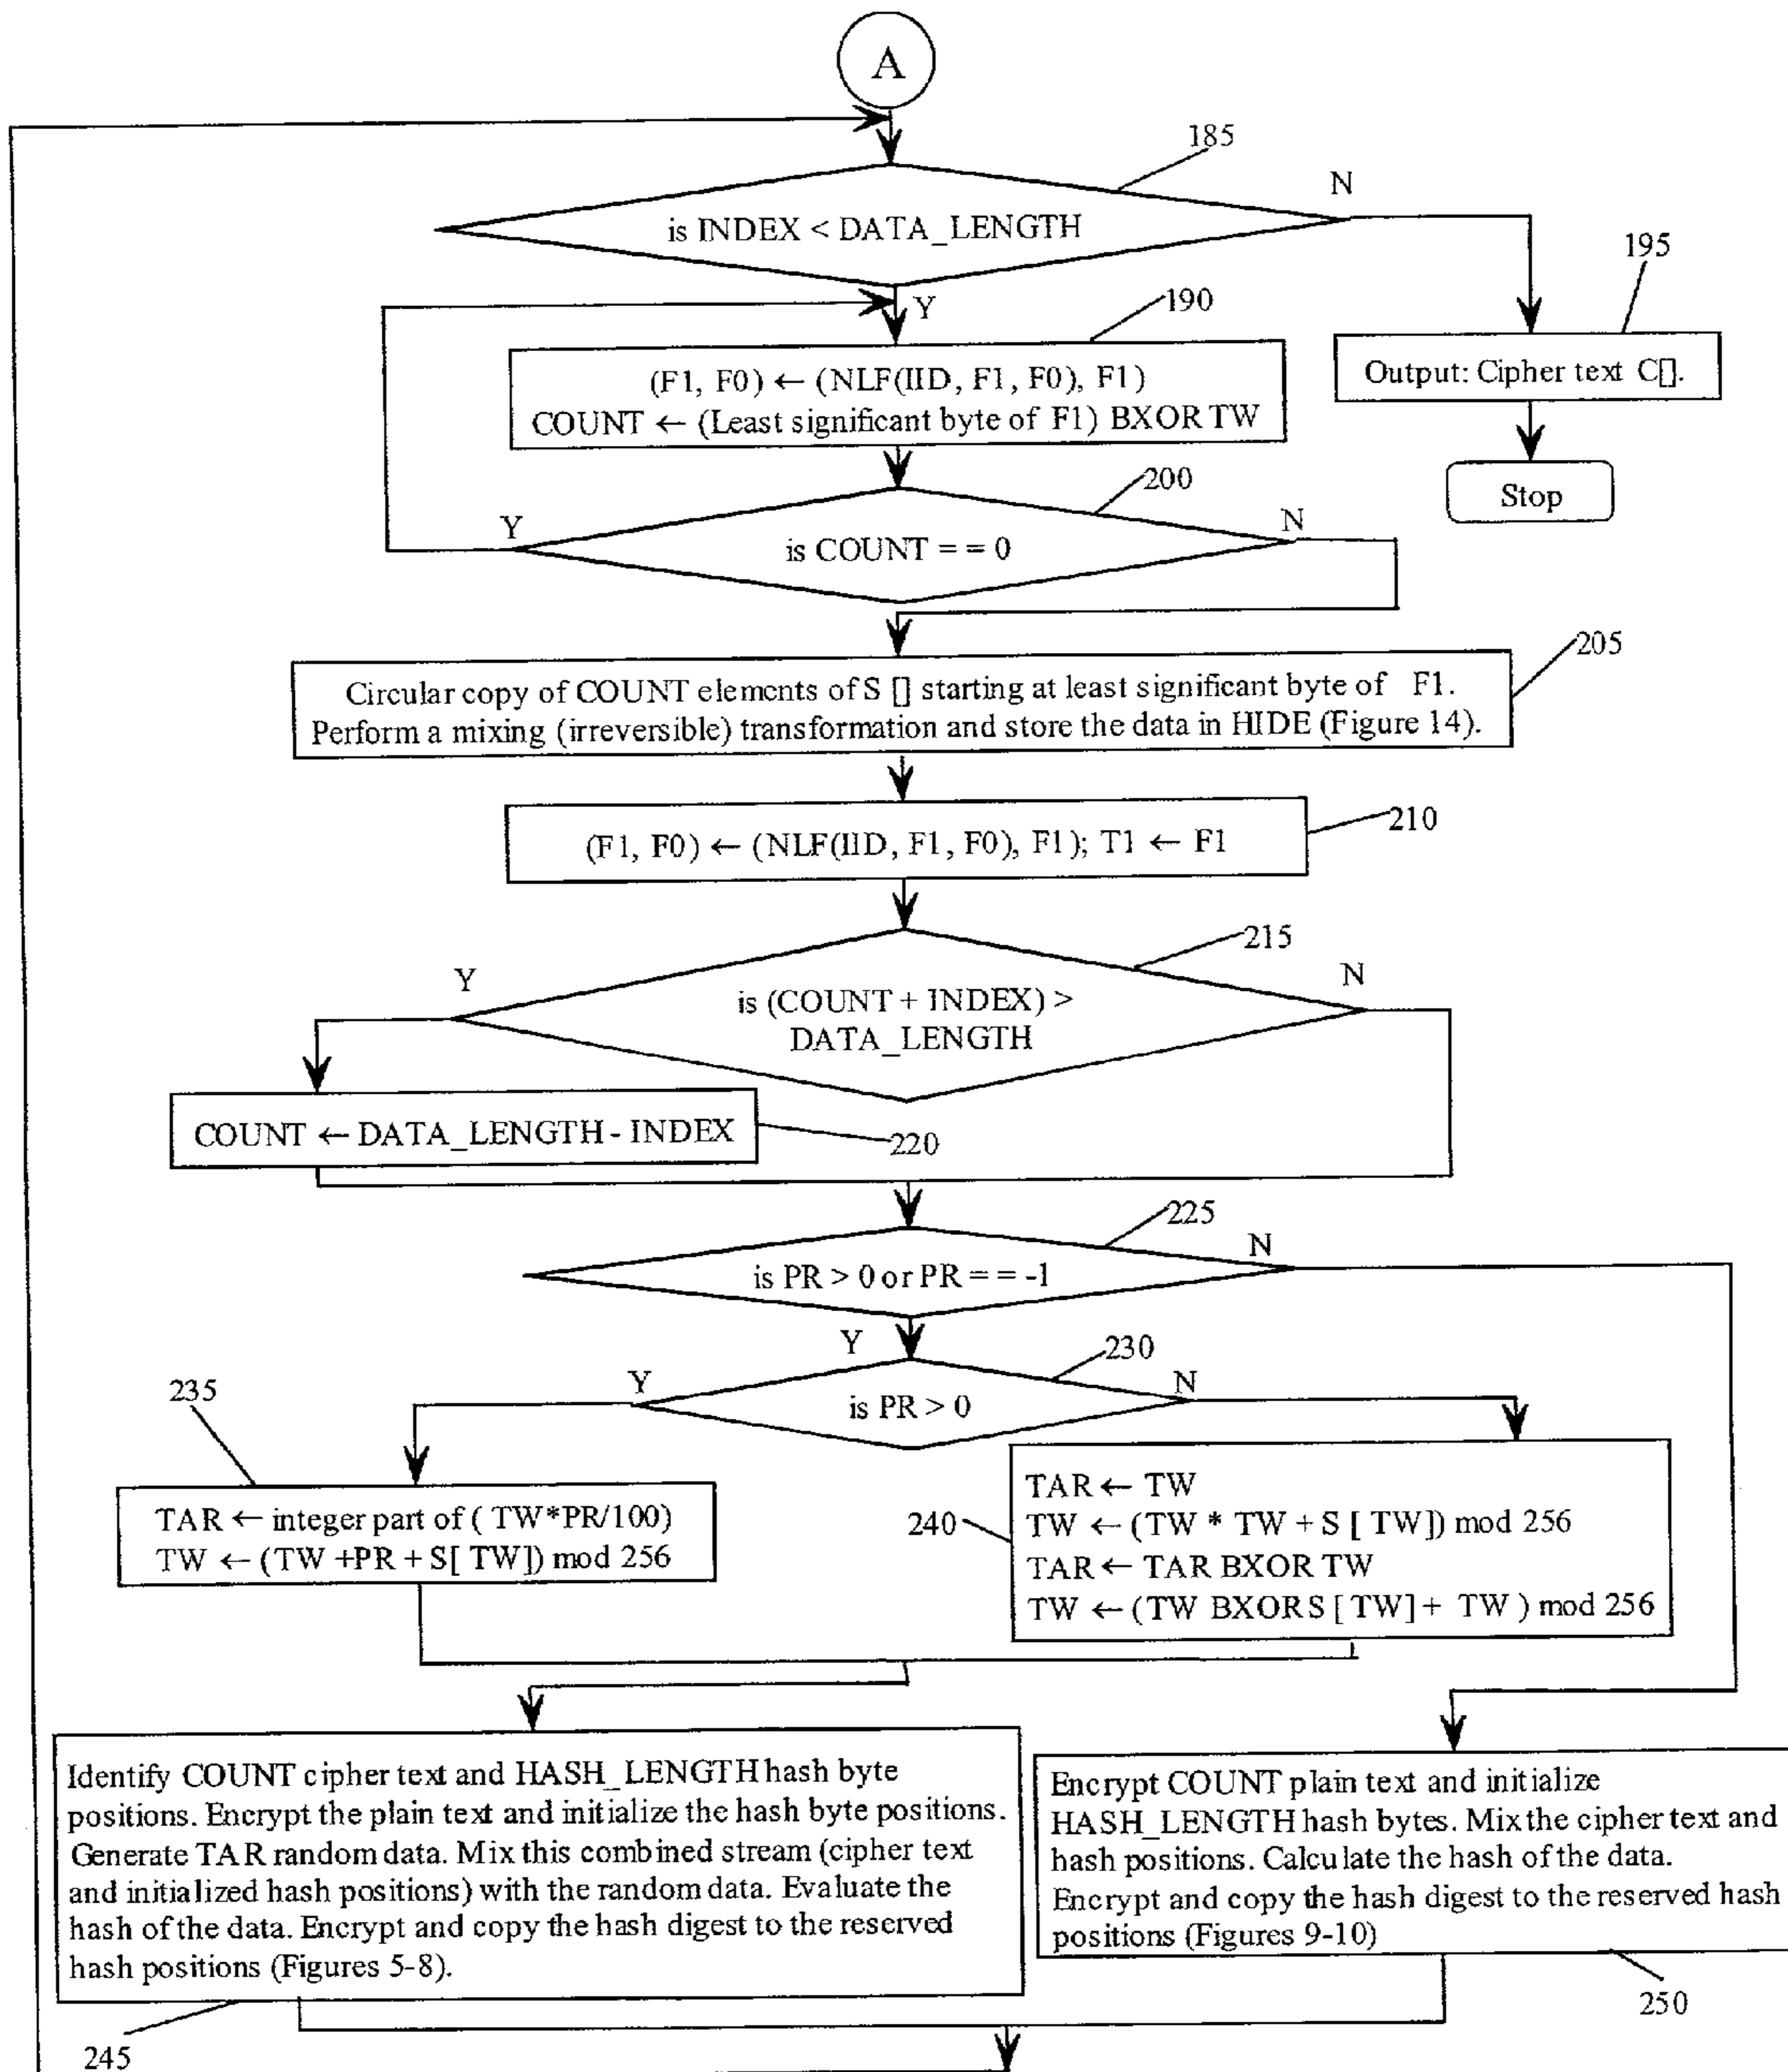 A
185
N
is INDEX < DATA_LENGTH
195
Y
190
(F1, F0) ← (NLF(IID, F1, F0), F1)
COUNT ← (Least significant byte of F1) BXOR TW
Output: Cipher text C[].
200
Stop
Y
N
is COUNT = = 0
205
Circular copy of COUNT elements of S [] starting at least significant byte of F1.
Perform a mixing (irreversible) transformation and store the data in HIDE (Figure 14).
210
(F1, F0) ← (NLF(IID, F1, F0), F1); T1 ← F1
215
Y
N
is (COUNT + INDEX) >
DATA_LENGTH
COUNT ← DATA_LENGTH - INDEX
220
225
N
is PR > 0 or PR = = -1
Y
230
235
Y
N
is PR > 0
TAR ← integer part of ( TW*PR/100)
TW ← (TW +PR + S[ TW]) mod 256
240
TAR ← TW
TW ← (TW * TW + S [ TW]) mod 256
TAR ← TAR BXOR TW
TW ← (TW BXORS [ TW] + TW ) mod 256
Identify COUNT cipher text and HASH_LENGTH hash byte
positions. Encrypt the plain text and initialize the hash byte positions.
Generate TAR random data. Mix this combined stream (cipher text
and initialized hash positions) with the random data. Evaluate the
hash of the data. Encrypt and copy the hash digest to the reserved
hash positions (Figures 5-8).
Encrypt COUNT plain text and initialize
HASH_LENGTH hash bytes. Mix the cipher text and
hash positions. Calculate the hash of the data.
Encrypt and copy the hash digest to the reserved hash
positions (Figures 9-10)
250
245